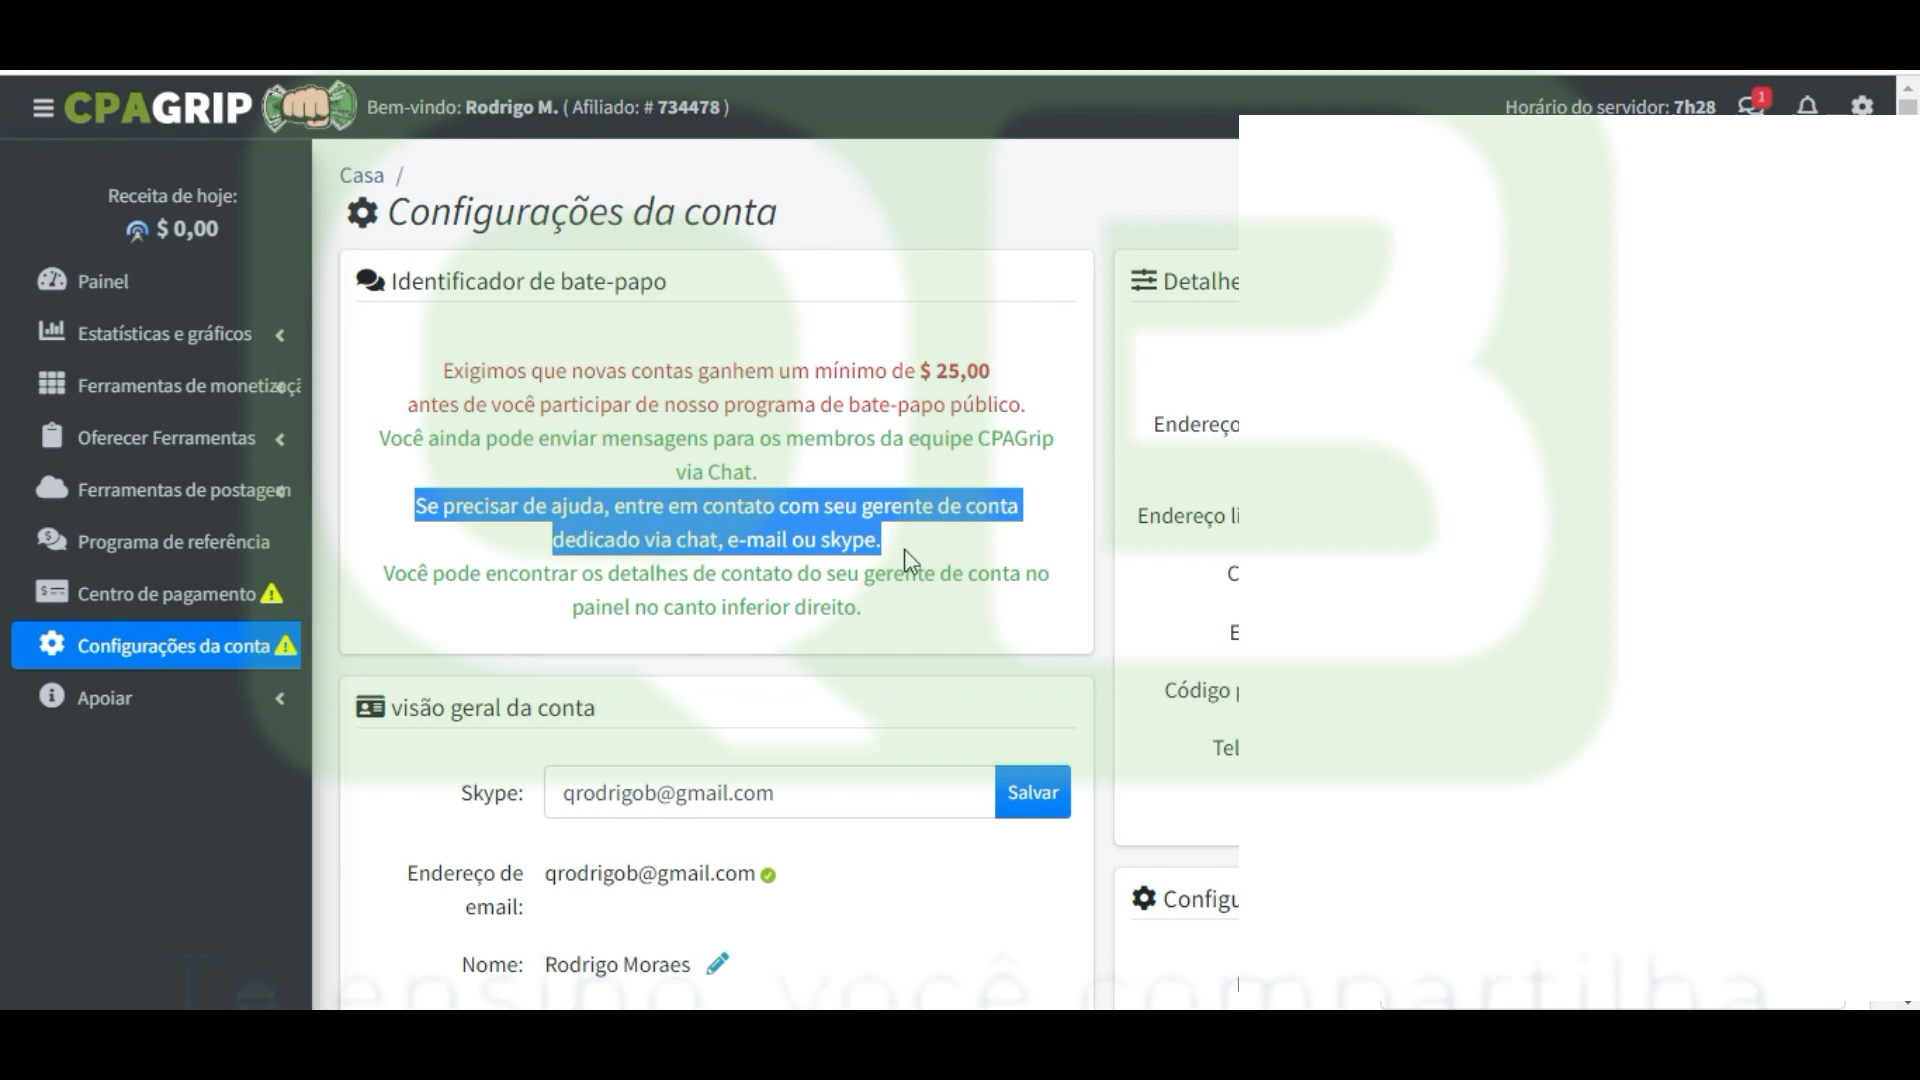 CPAGRIP
Bem-vindo: Rodrigo M. ( Afiliado: # 734478 )
Horário do servidor: 7h28
1
Receita de hoje:
$ 0,00
Painel
Estatísticas e gráficos
Ferramentas de monetizaçã
Oferecer Ferramentas
Ferramentas de postagem
Programa de referência
Centro de pagamento
Configurações da conta
Apoiar
Casa /
Configurações da conta
Identificador de bate-papo
Exigimos que novas contas ganhem um mínimo de $ 25,00
antes de você participar de nosso programa de bate-papo público.
Você ainda pode enviar mensagens para os membros da equipe CPAGrip
via Chat.
Se precisar de ajuda, entre em contato com seu gerente de conta
dedicado via chat, e-mail ou skype.
Você pode encontrar os detalhes de contato do seu gerente de conta no
painel no canto inferior direito.
visão geral da conta
Skype: qrodrigob@gmail.com Salvar
Endereço de qrodrigob@gmail.com
email:
Nome: Rodrigo Moraes
Detalhe
Endereço
Endereço li
C
E
Código p
Tel
Configu
Te ensino, você compartilha